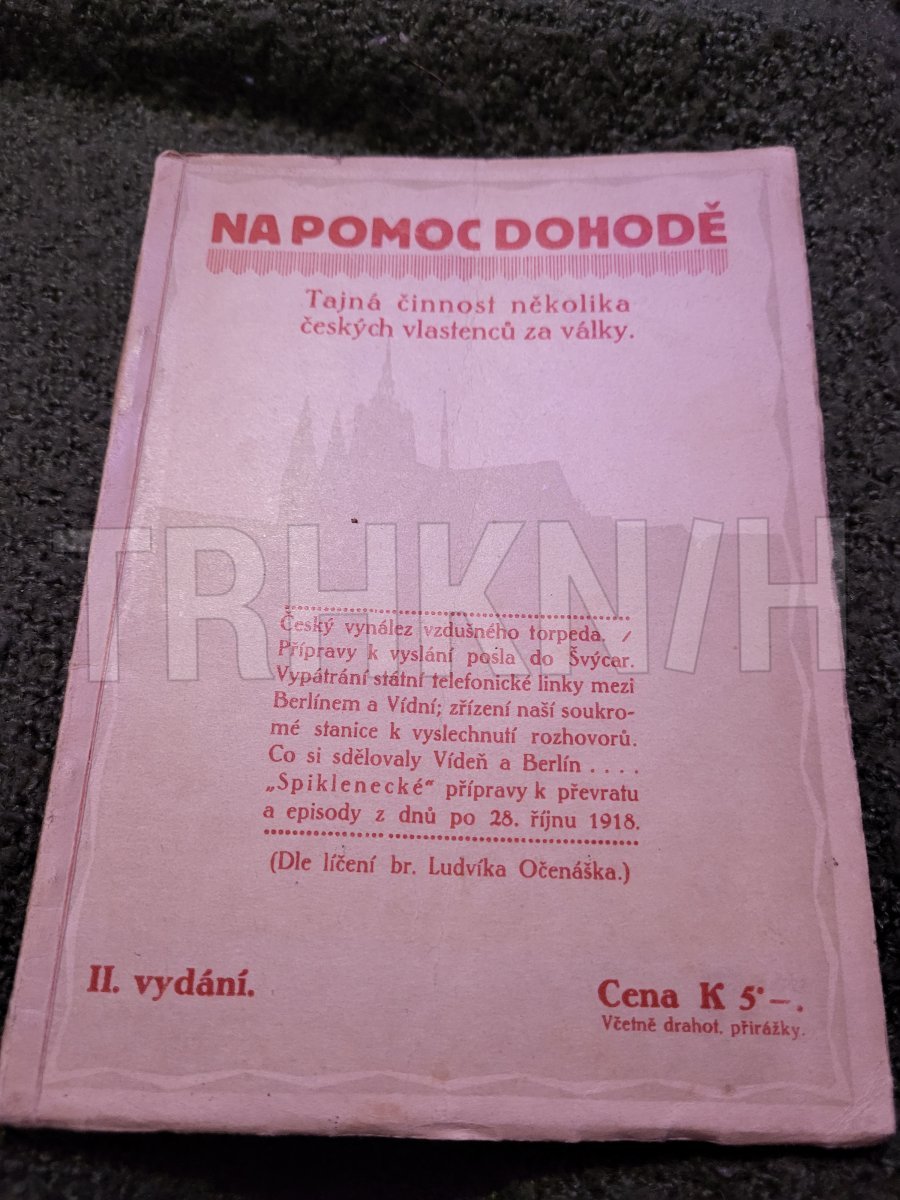 NA POMOC DOHODĚ
Tajná činnost několika
českých vlastenců za války.
TRHKNIH
Český vynález vzdušného torpeda. /
Přípravy k vyslání posla do Švýcar.
Vypátrání státní telefonické linky mezi
Berlínem a Vídní; zřízení naší soukro-
mé stanice k vyslechnutí rozhovorů.
Co si sdělovaly Vídeň a Berlín . . . .
„Spiklenecké“ přípravy k převratu
a episody z dnů po 28. říjnu 1918.
(Dle líčení br. Ludvíka Očenáška.)
II. vydání.
Cena K 5·–.
Včetně drahot. přirážky.